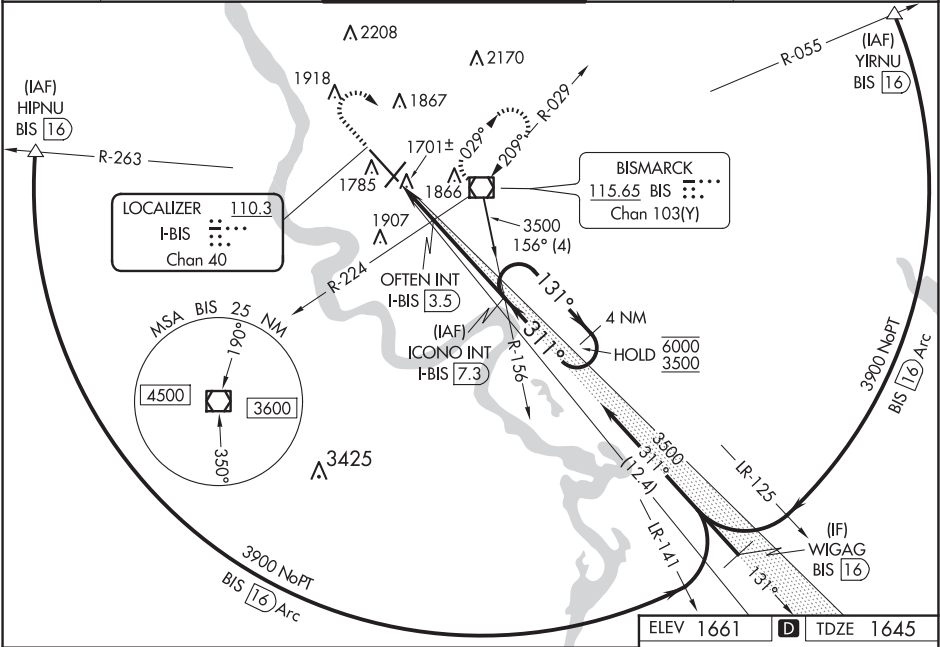 2208
2170
R-055
(IAF)
YIRNU
BIS 16
(IAF)
HIPNU
BIS 16
1918
1867
029°
209°
R-029
R-263
1701±
1785
1866
BISMARCK
115.65 BIS
Chan 103(Y)
LOCALIZER 110.3
I-BIS
Chan 40
1907
3500
156° (4)
R-224
OFTEN INT
I-BIS 3.5
131°
4 NM
311°
HOLD 6000
3500
(IAF)
ICONO INT
I-BIS 7.3
R-156
MSA BIS 25 NM
190°
4500
3600
350°
3425
3900 NoPT
BIS 16 Arc
3500
311°
(12.4)
LR-125
(IF)
WIGAG
BIS 16
LR-141
131°
3900 NoPT
BIS 16 Arc
ELEV 1661 D TDZE 1645